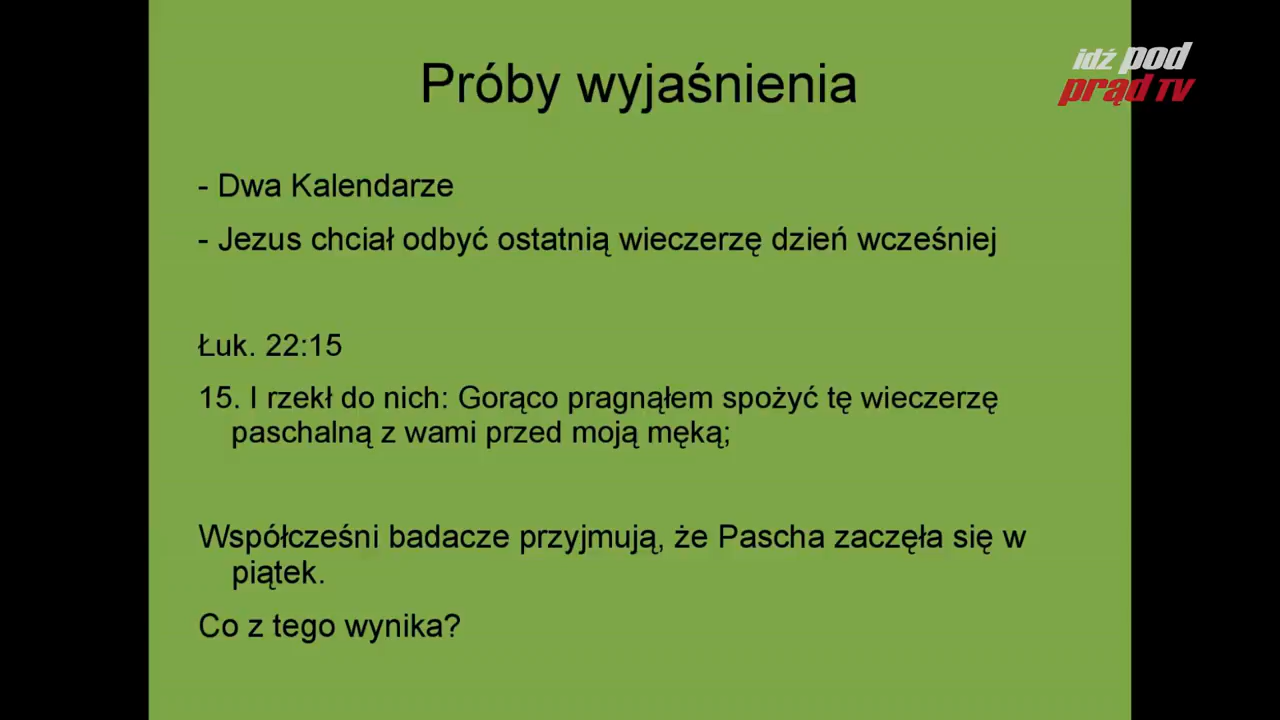 Próby wyjaśnienia
idź pod
prąd TV
- Dwa Kalendarze
- Jezus chciał odbyć ostatnią wieczerzę dzień wcześniej
Łuk. 22:15
15. I rzekł do nich: Gorąco pragnąłem spożyć tę wieczerzę
paschalną z wami przed moją męką;
Współcześni badacze przyjmują, że Pascha zaczęła się w
piątek.
Co z tego wynika?